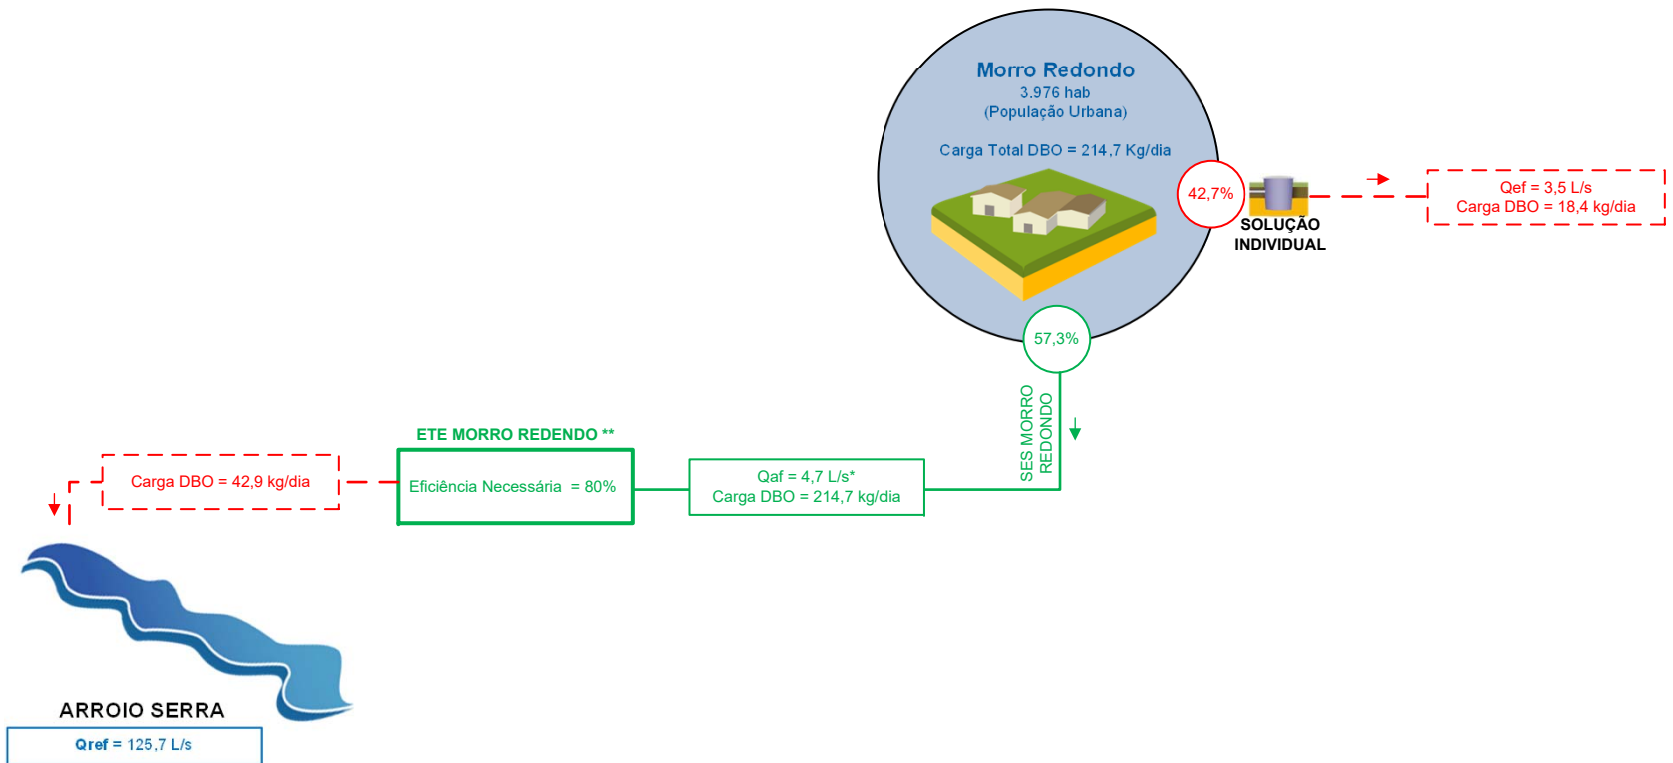 Morro Redondo
3.976 hab
(População Urbana)
Carga Total DBO = 214,7 Kg/dia
42,7%
SOLUÇÃO
INDIVIDUAL
Qef = 3,5 L/s
Carga DBO = 18,4 kg/dia
57,3%
SES MORRO
REDONDO
ETE MORRO REDENDO **
Eficiência Necessária = 80%
Qaf = 4,7 L/s*
Carga DBO = 214,7 kg/dia
Carga DBO = 42,9 kg/dia
ARROIO SERRA
Qref = 125,7 L/s